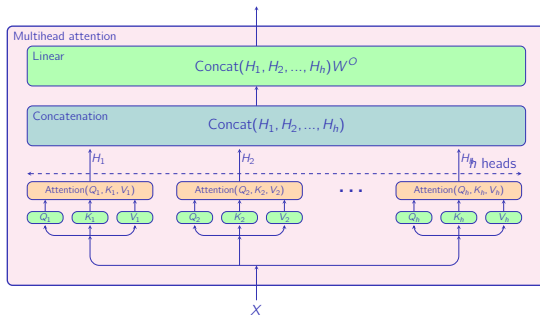 Multihead attention
Linear
Concat(H₁, H₂, ..., Hₕ)Wᴼ
Concatenation
Concat(H₁, H₂, ..., Hₕ)
H₁ H₂ Hₕ
h heads
Attention(Q₁, K₁, V₁) Attention(Q₂, K₂, V₂) ... Attention(Qₕ, Kₕ, Vₕ)
Q₁ K₁ V₁ Q₂ K₂ V₂ Qₕ Kₕ Vₕ
X